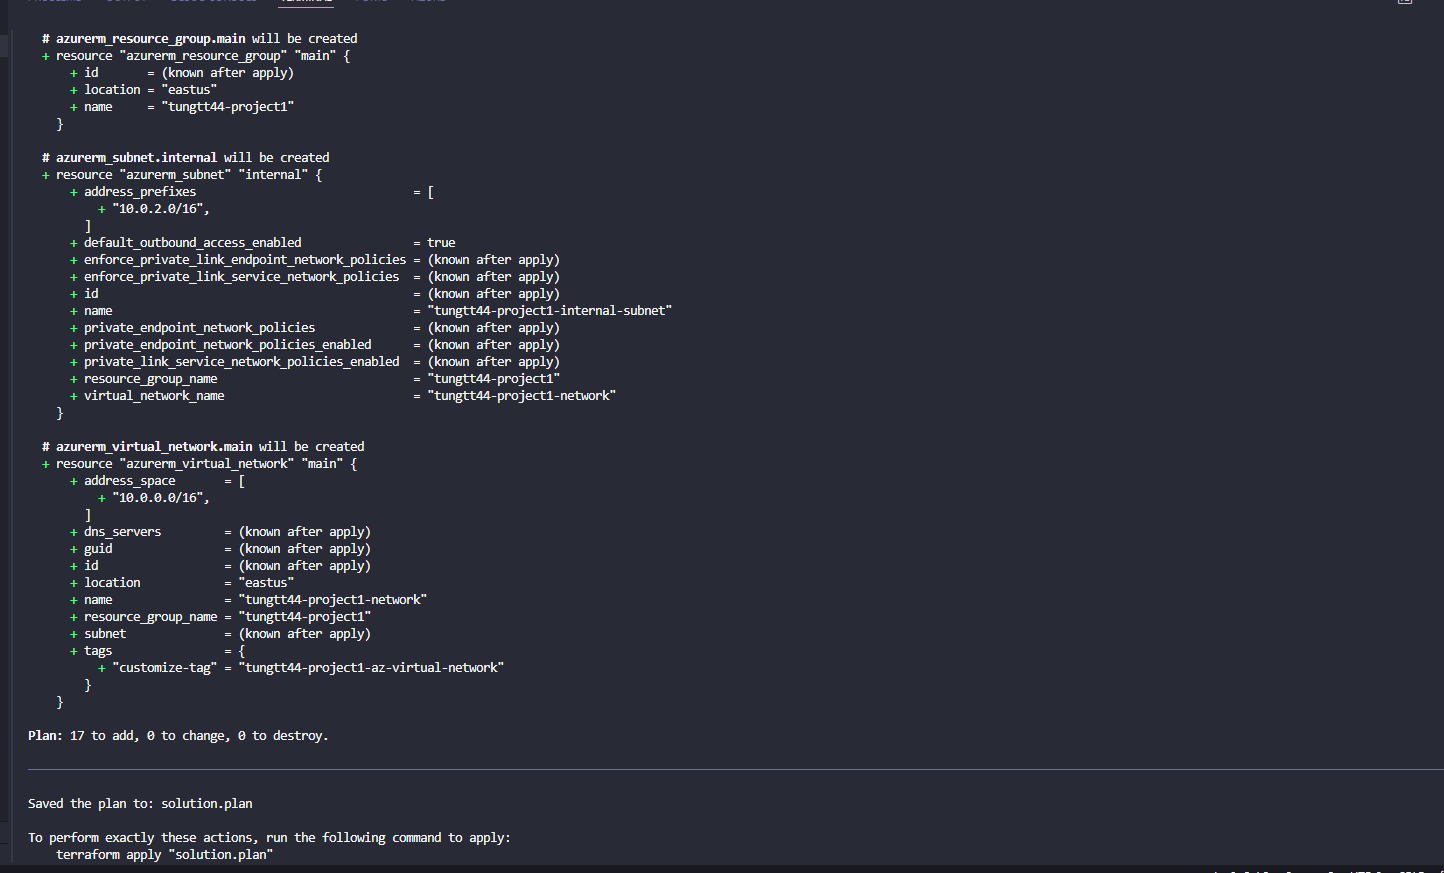 # azurerm_resource_group.main will be created
+ resource "azurerm_resource_group" "main" {
+ id = (known after apply)
+ location = "eastus"
+ name = "tungtt44-project1"
}
# azurerm_subnet.internal will be created
+ resource "azurerm_subnet" "internal" {
+ address_prefixes = [
+ "10.0.2.0/16",
]
+ default_outbound_access_enabled = true
+ enforce_private_link_endpoint_network_policies = (known after apply)
+ enforce_private_link_service_network_policies = (known after apply)
+ id = (known after apply)
+ name = "tungtt44-project1-internal-subnet"
+ private_endpoint_network_policies = (known after apply)
+ private_endpoint_network_policies_enabled = (known after apply)
+ private_link_service_network_policies_enabled = (known after apply)
+ resource_group_name = "tungtt44-project1"
+ virtual_network_name = "tungtt44-project1-network"
}
# azurerm_virtual_network.main will be created
+ resource "azurerm_virtual_network" "main" {
+ address_space = [
+ "10.0.0.0/16",
]
+ dns_servers = (known after apply)
+ guid = (known after apply)
+ id = (known after apply)
+ location = "eastus"
+ name = "tungtt44-project1-network"
+ resource_group_name = "tungtt44-project1"
+ subnet = (known after apply)
+ tags = {
+ "customize-tag" = "tungtt44-project1-az-virtual-network"
}
}
Plan: 17 to add, 0 to change, 0 to destroy.
Saved the plan to: solution.plan
To perform exactly these actions, run the following command to apply:
terraform apply "solution.plan"